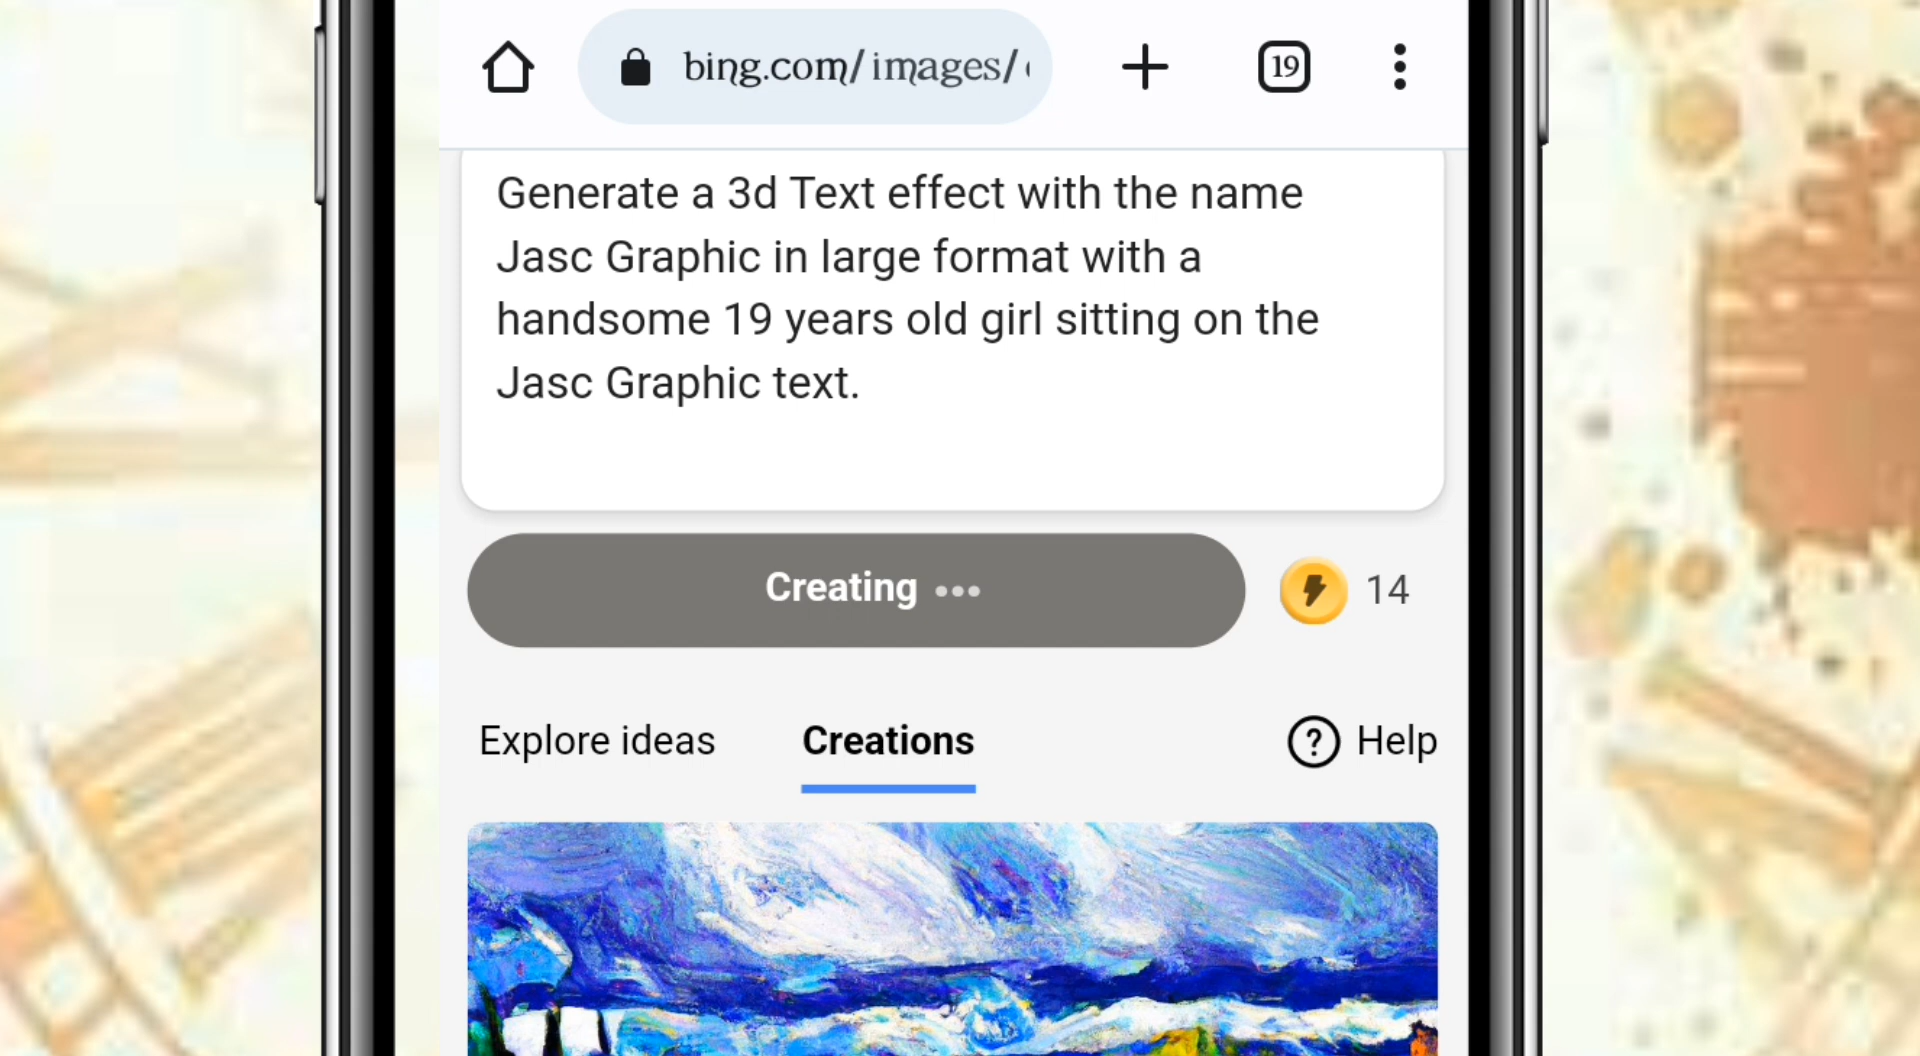 bing.com/images/
19
Generate a 3d Text effect with the name
Jasc Graphic in large format with a
handsome 19 years old girl sitting on the
Jasc Graphic text.
Creating
14
Explore ideas
Creations
Help